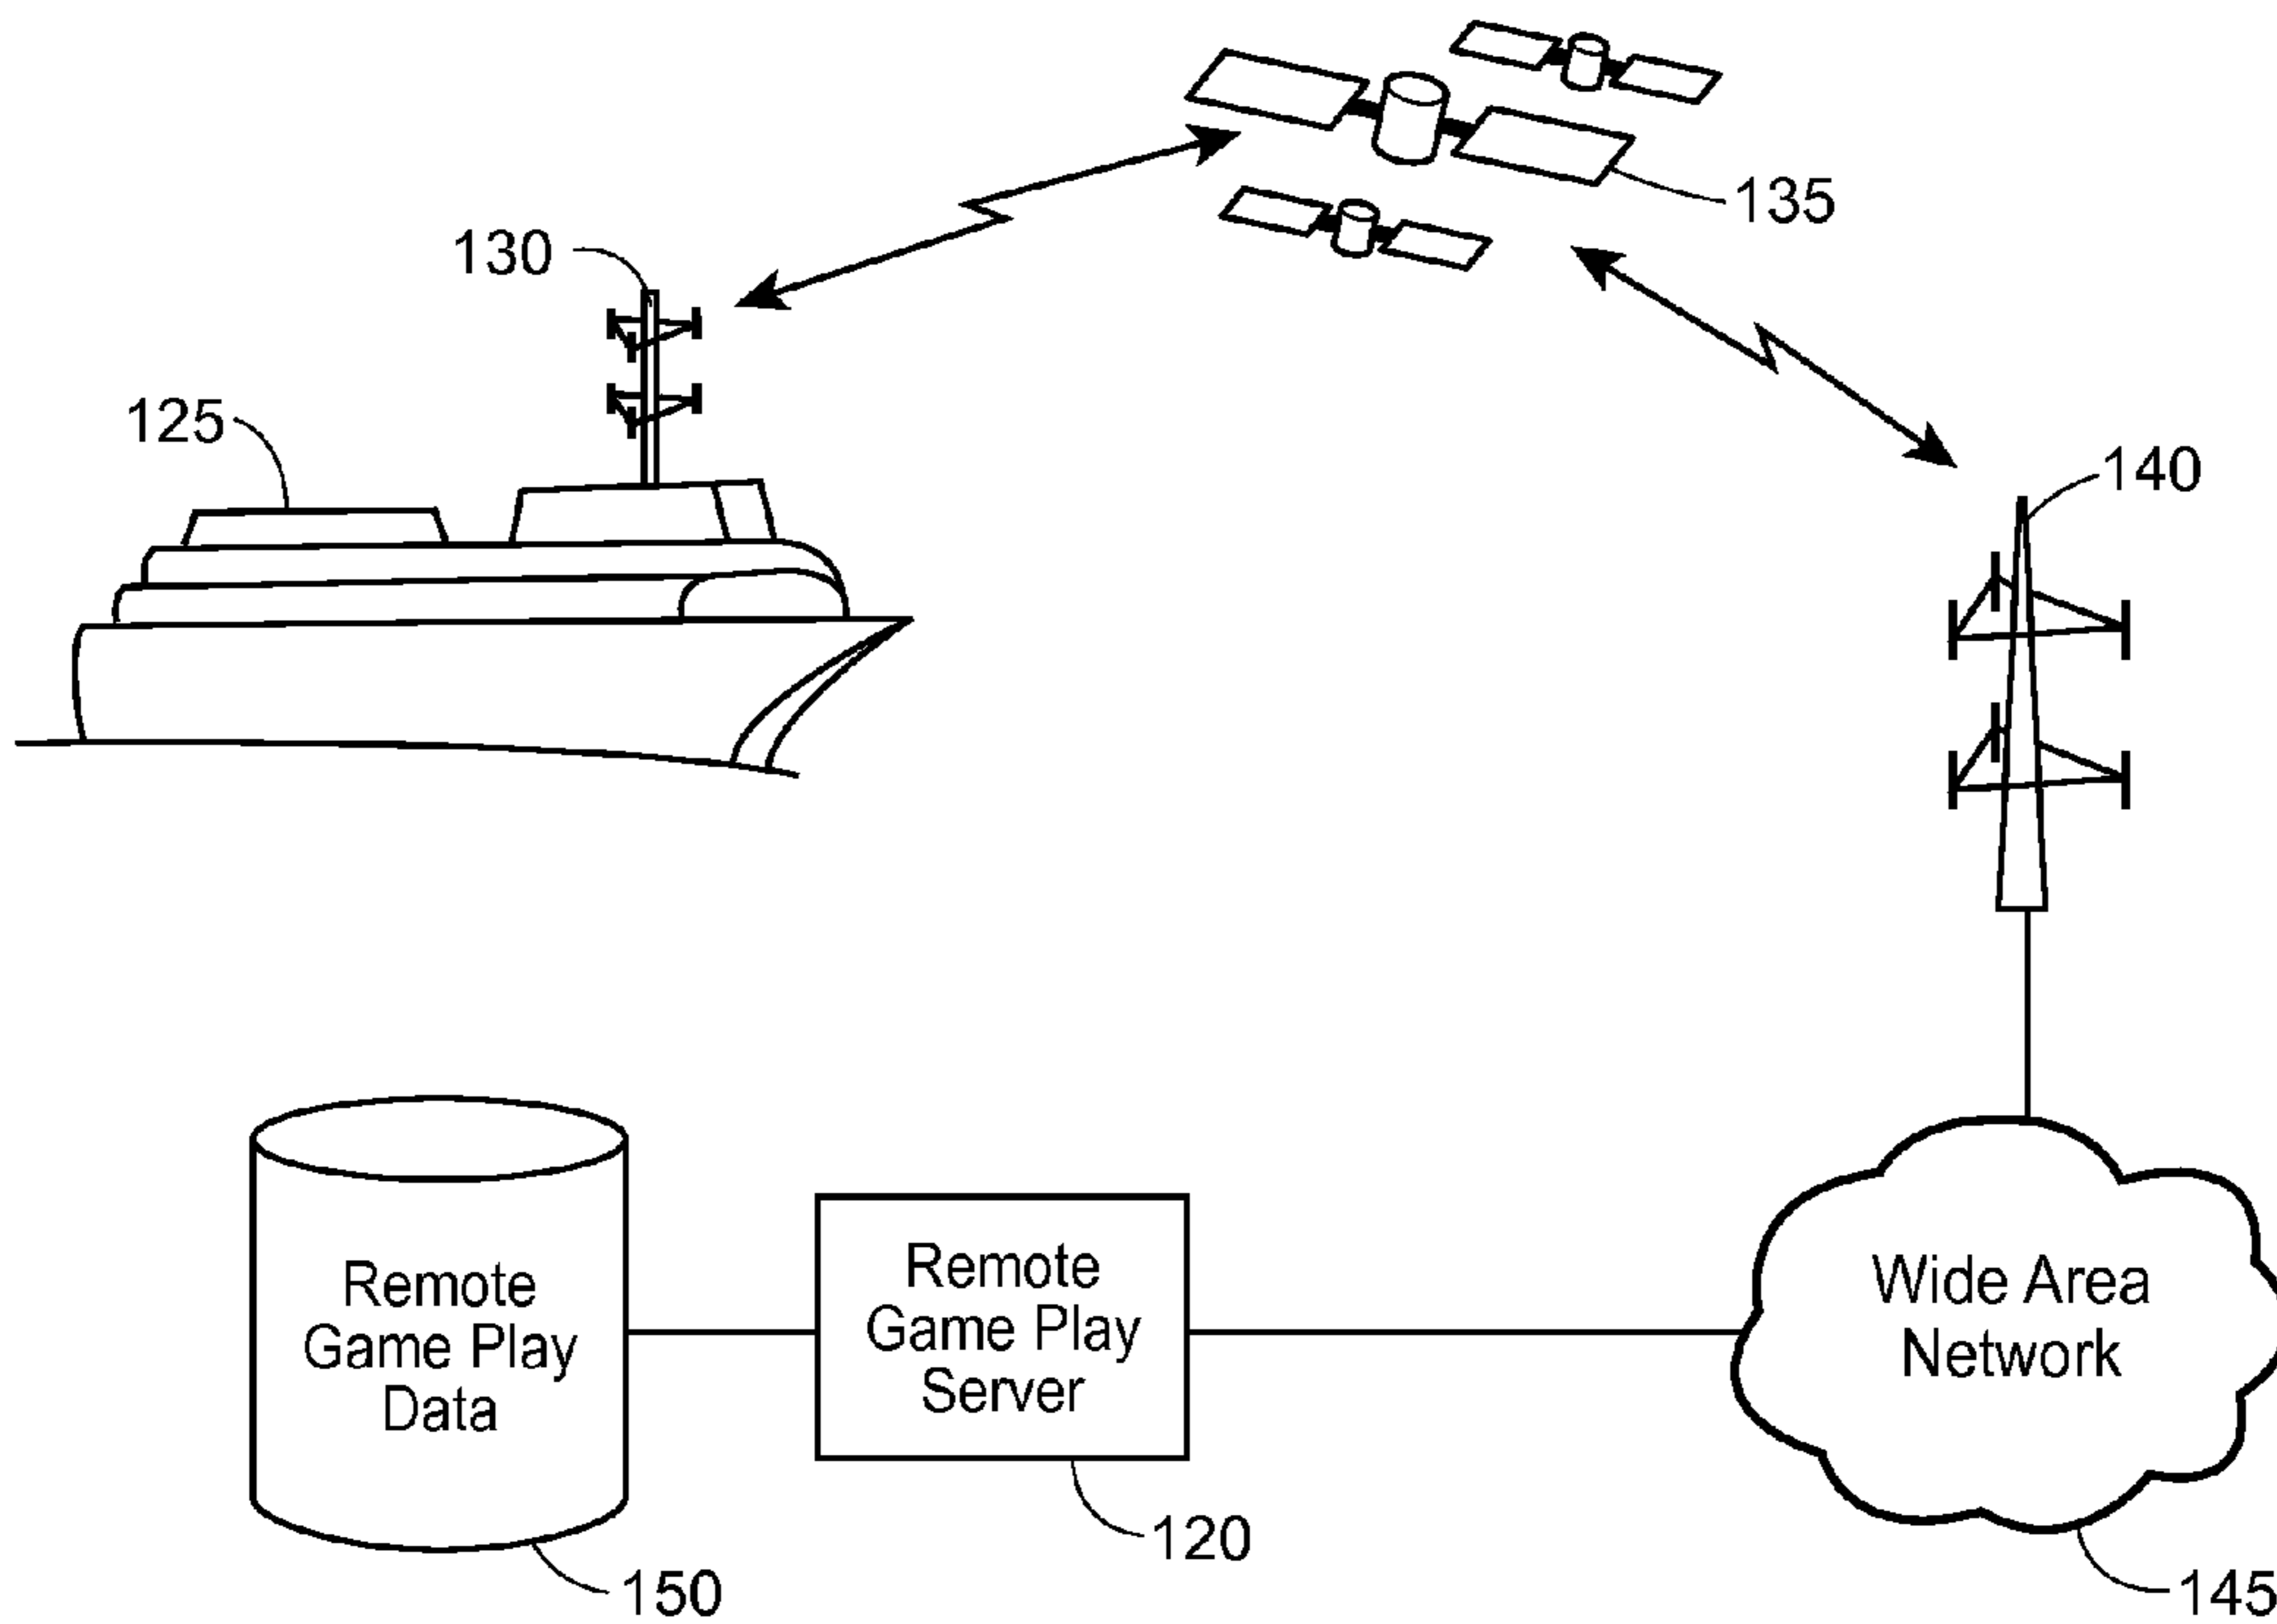 135
130
125
140
Remote
Game Play
Data
Remote
Game Play
Server
Wide Area
Network
120
150
145